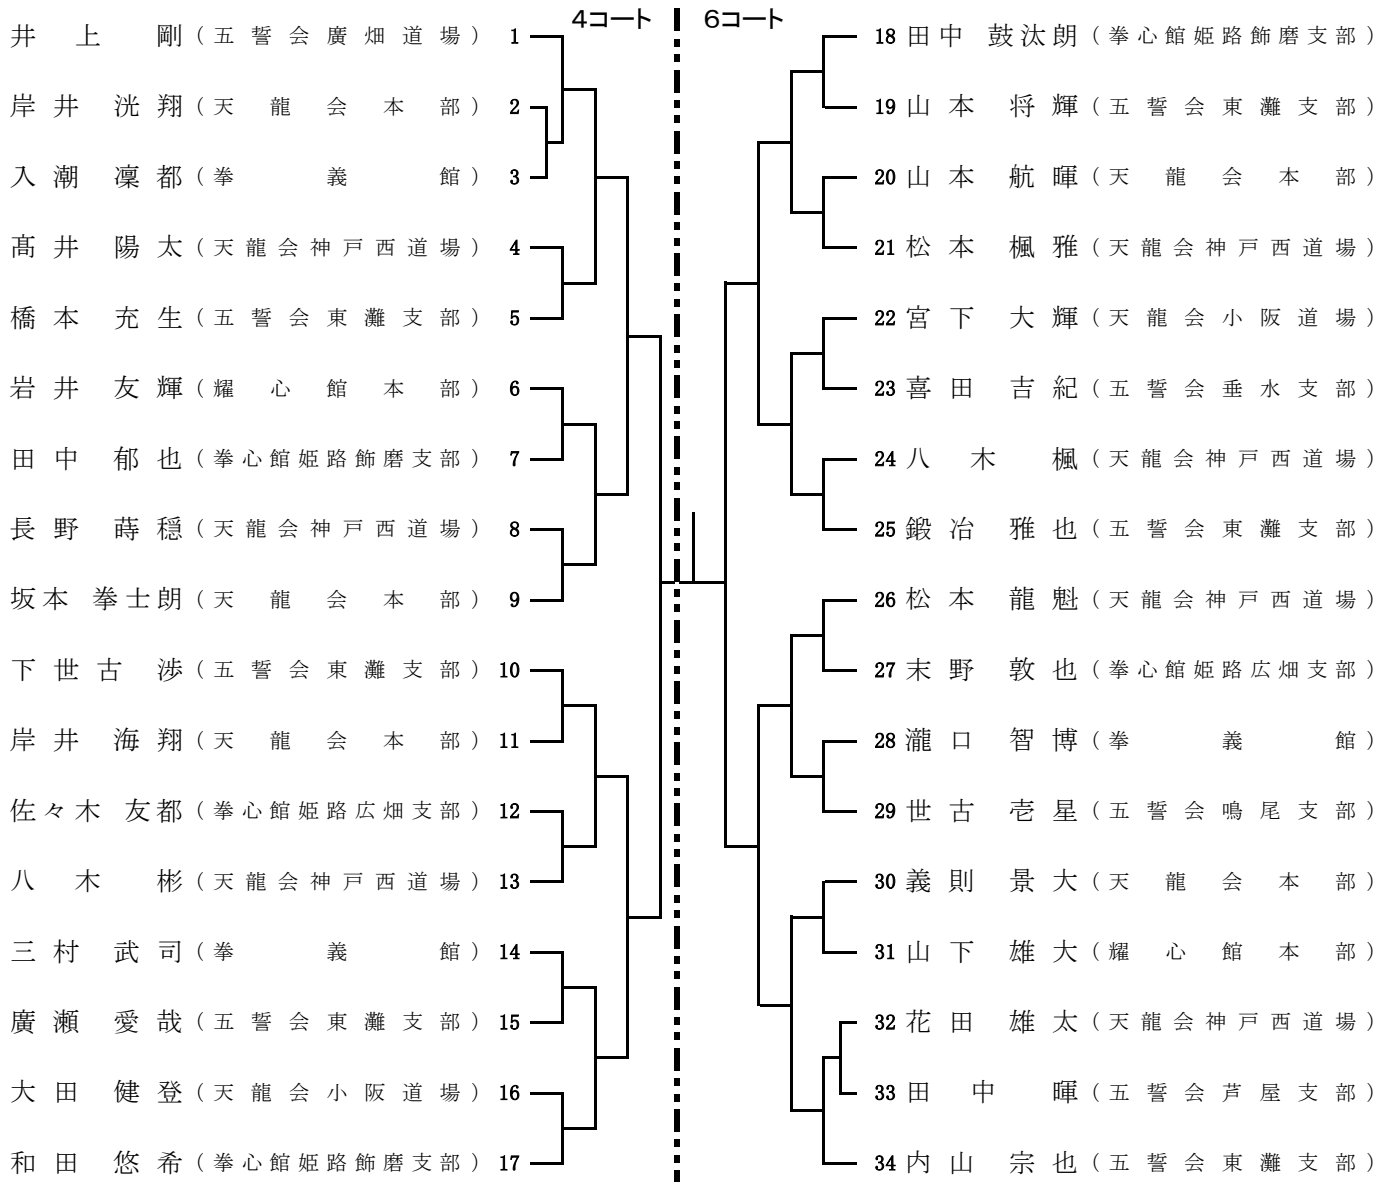 4コート 6コート
井上 剛(五誓会廣畑道場) 1
岸井 洸翔(天龍会本部) 2
入潮 凜都(拳義館) 3
髙井 陽太(天龍会神戸西道場) 4
橋本 充生(五誓会東灘支部) 5
岩井 友輝(耀心館本部) 6
田中 郁也(拳心館姫路飾磨支部) 7
長野 蒔穏(天龍会神戸西道場) 8
坂本 拳士朗(天龍会本部) 9
下世古 渉(五誓会東灘支部) 10
岸井 海翔(天龍会本部) 11
佐々木 友都(拳心館姫路広畑支部) 12
八木 彬(天龍会神戸西道場) 13
三村 武司(拳義館) 14
廣瀬 愛哉(五誓会東灘支部) 15
大田 健登(天龍会小阪道場) 16
和田 悠希(拳心館姫路飾磨支部) 17
18 田中 鼓汰朗(拳心館姫路飾磨支部)
19 山本 将輝(五誓会東灘支部)
20 山本 航暉(天龍会本部)
21 松本 楓雅(天龍会神戸西道場)
22 宮下 大輝(天龍会小阪道場)
23 喜田 吉紀(五誓会垂水支部)
24 八木 楓(天龍会神戸西道場)
25 鍛冶 雅也(五誓会東灘支部)
26 松本 龍魁(天龍会神戸西道場)
27 末野 敦也(拳心館姫路広畑支部)
28 瀧口 智博(拳義館)
29 世古 壱星(五誓会鳴尾支部)
30 義則 景大(天龍会本部)
31 山下 雄大(耀心館本部)
32 花田 雄太(天龍会神戸西道場)
33 田中 暉(五誓会芦屋支部)
34 内山 宗也(五誓会東灘支部)